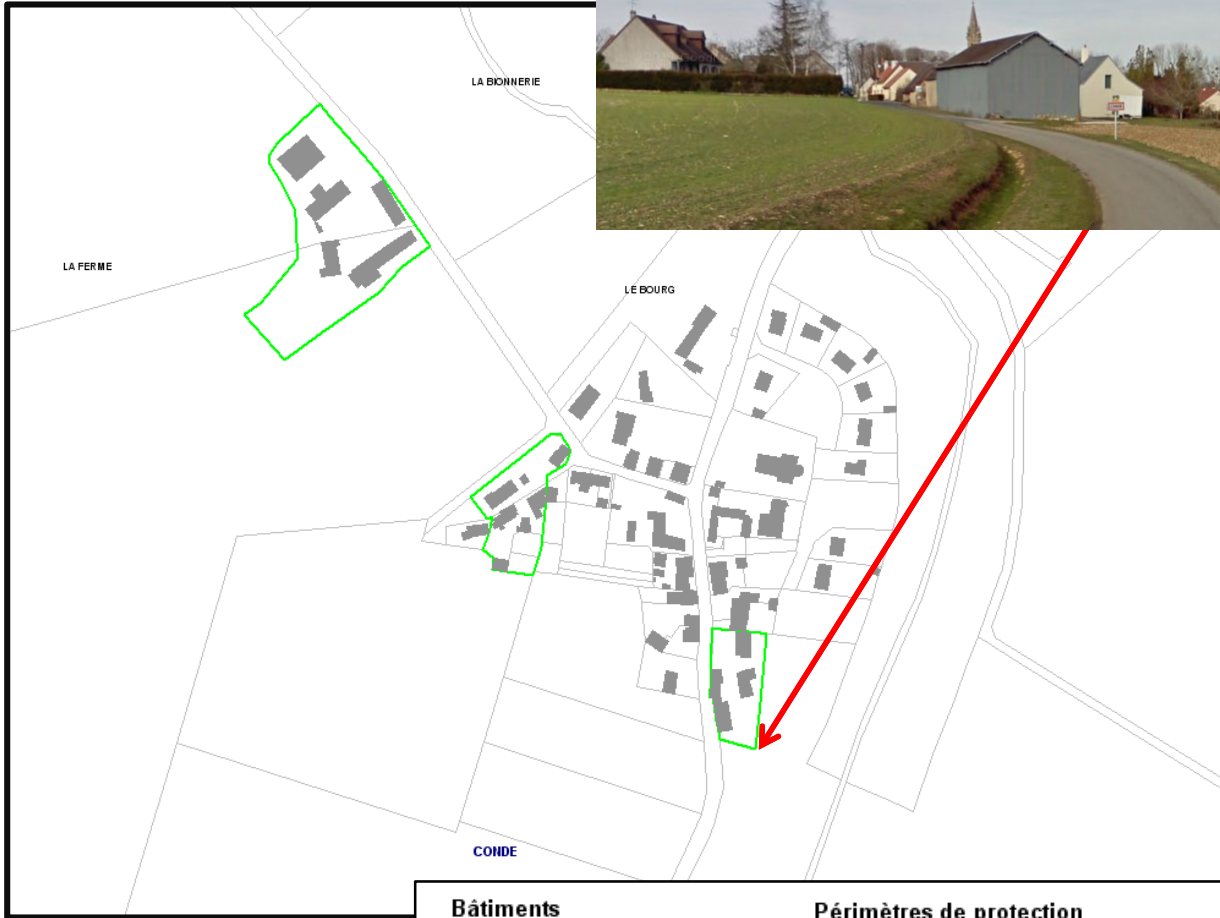 LA BIONNERIE
LA FERME
LE BOURG
CONDE
Bâtiments
Périmètres de protection